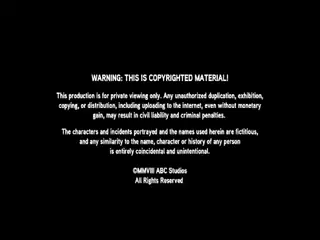 WARNING: THIS IS COPYRIGHTED MATERIAL!
This production is for private viewing only. Any unauthorized duplication, exhibition,
copying, or distribution, including uploading to the internet, even without monetary
gain, may result in civil liability and criminal penalties.
The characters and incidents portrayed and the names used herein are fictitious,
and any similarity to the name, character or history of any person
is entirely coincidental and unintentional.
©MMVIII ABC Studios
All Rights Reserved